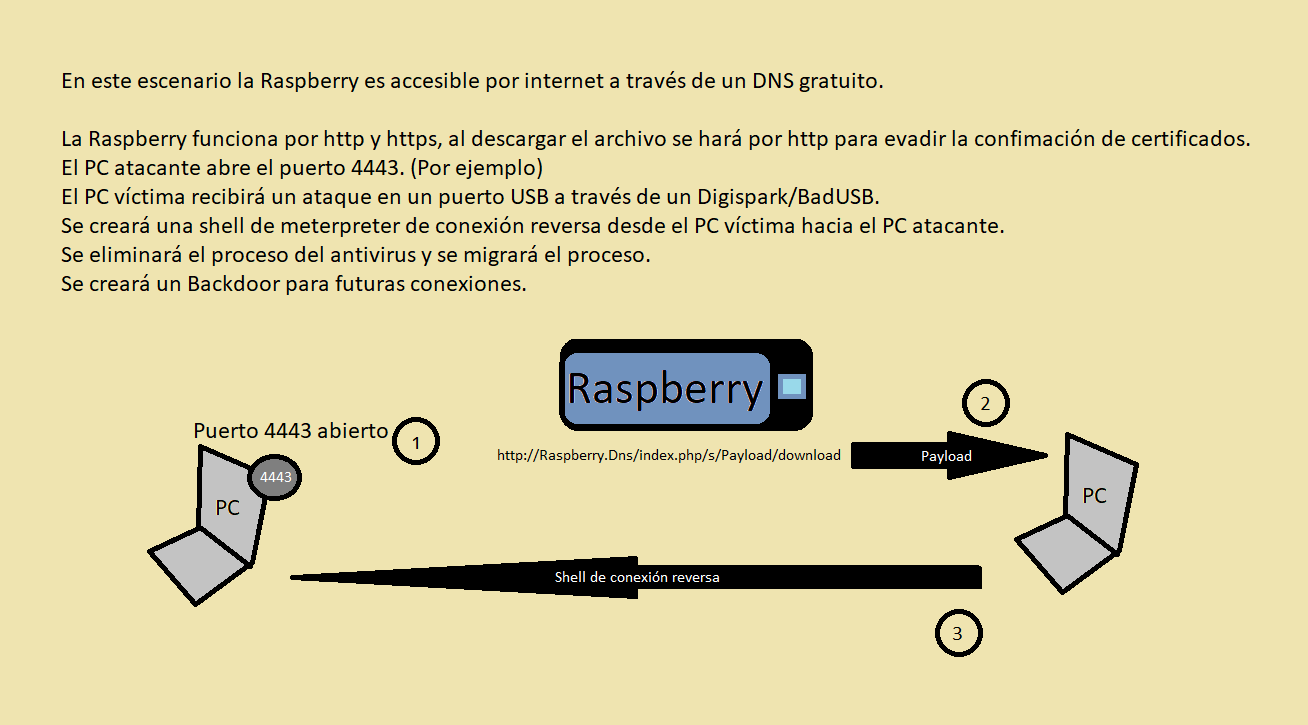 En este escenario la Raspberry es accesible por internet a través de un DNS gratuito.
La Raspberry funciona por http y https, al descargar el archivo se hará por http para evadir la confimación de certificados.
El PC atacante abre el puerto 4443. (Por ejemplo)
El PC víctima recibirá un ataque en un puerto USB a través de un Digispark/BadUSB.
Se creará una shell de meterpreter de conexión reversa desde el PC víctima hacia el PC atacante.
Se eliminará el proceso del antivirus y se migrará el proceso.
Se creará un Backdoor para futuras conexiones.
Raspberry
2
Puerto 4443 abierto
1
http://Raspberry.Dns/index.php/s/Payload/download
Payload
4443
PC
PC
Shell de conexión reversa
3